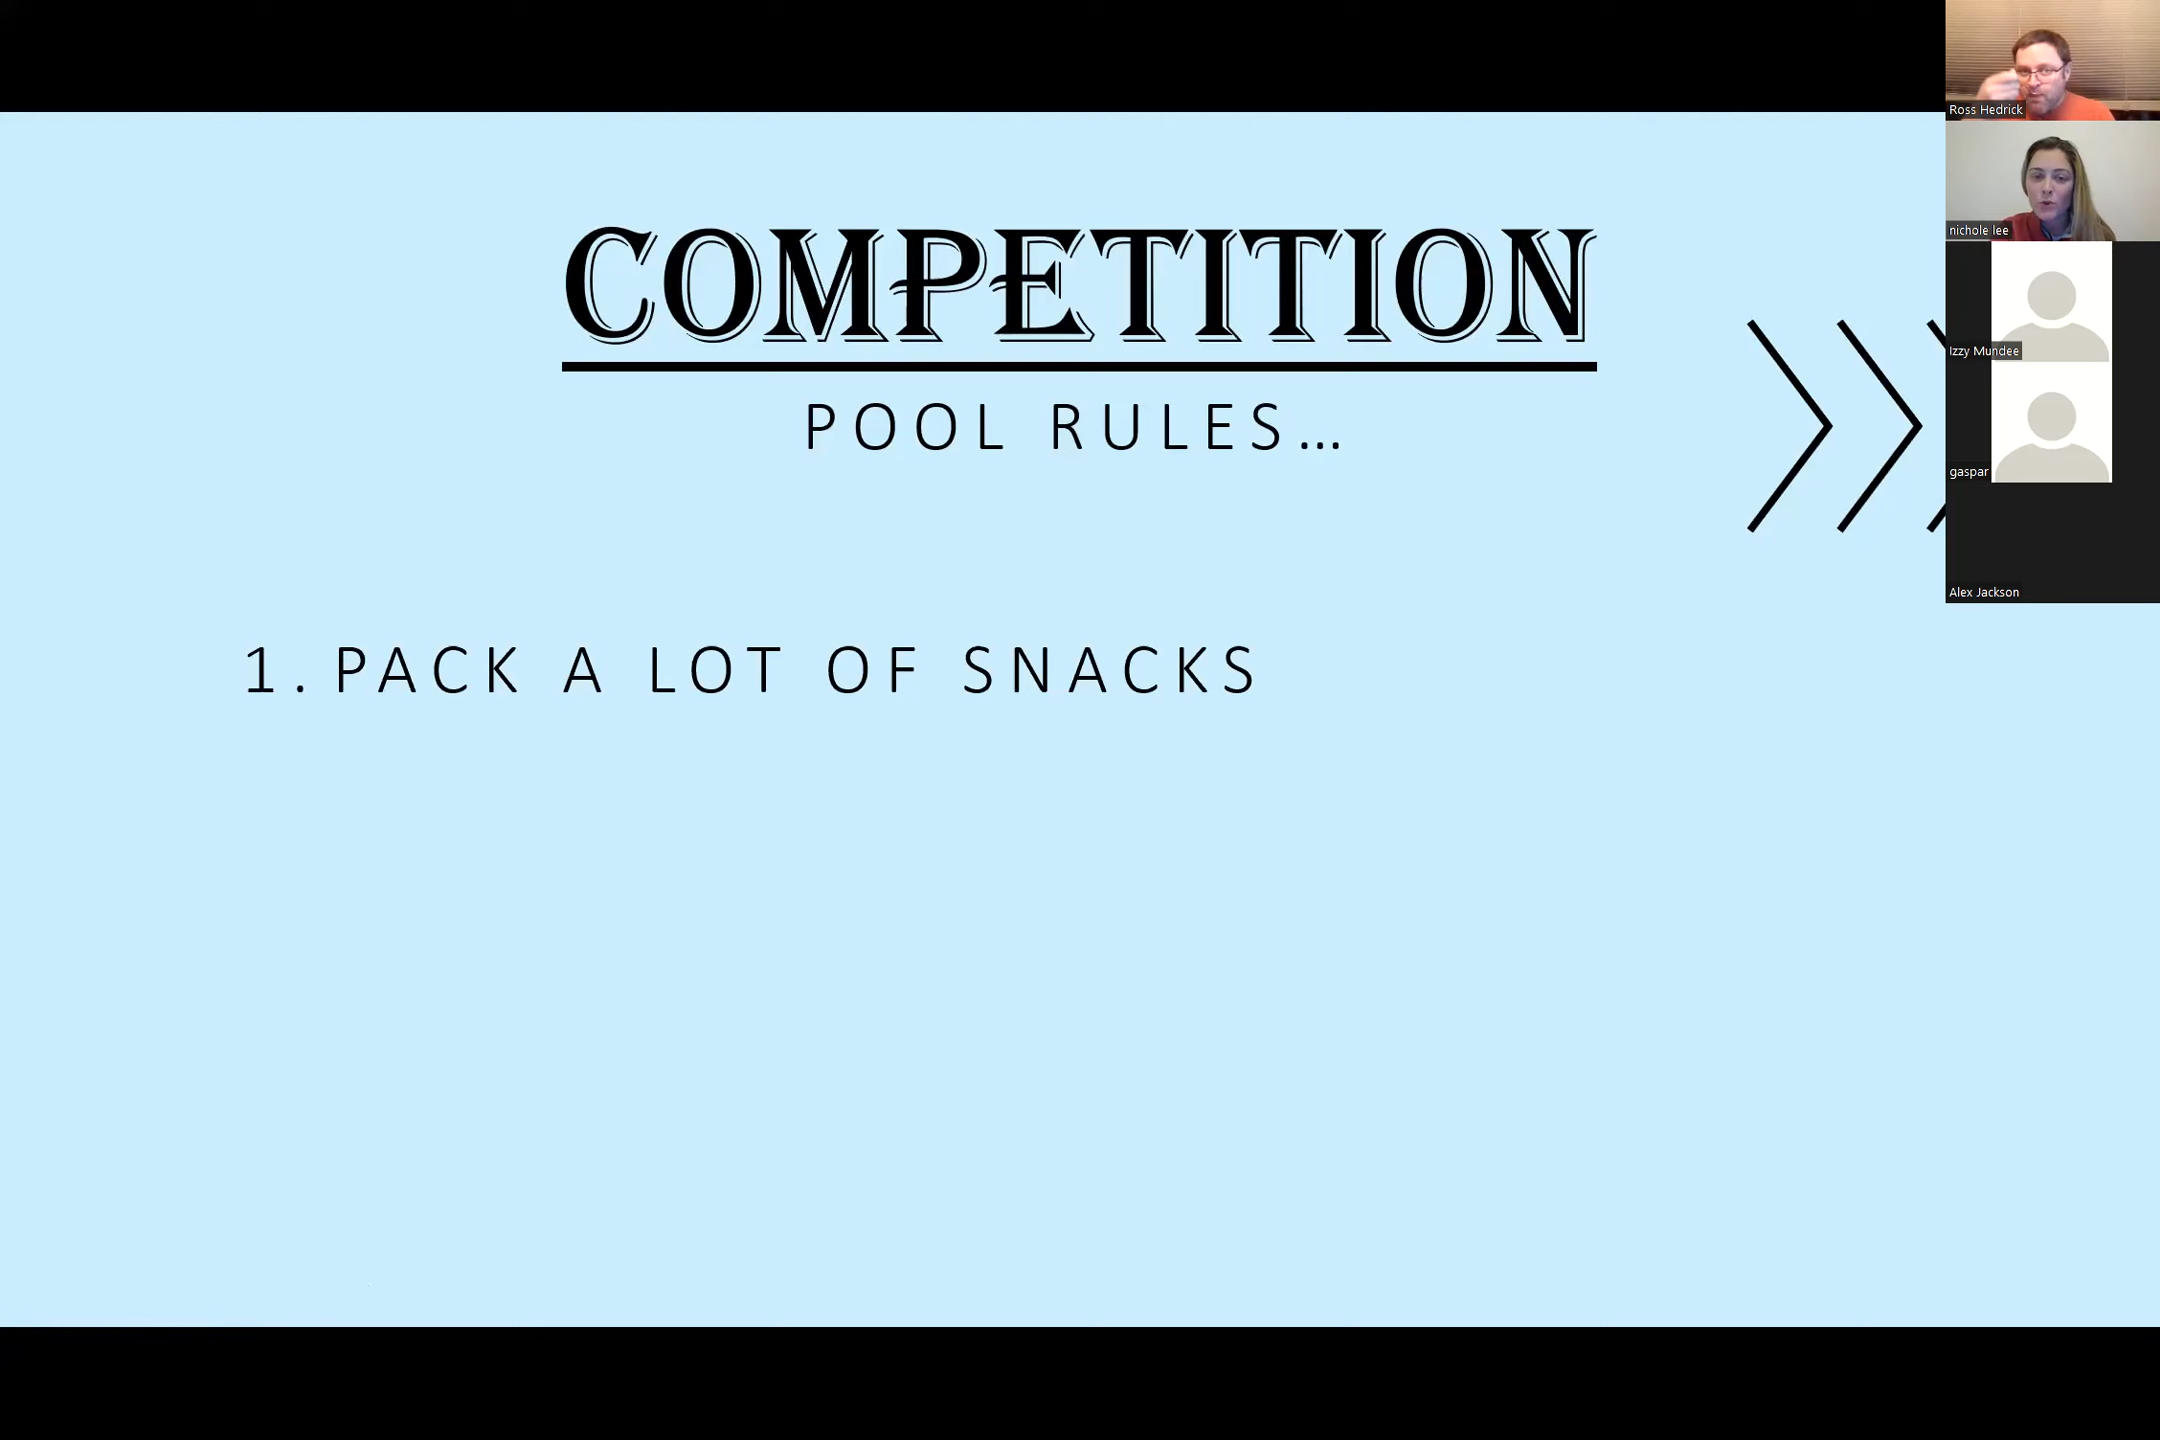 COMPETITION
POOL RULES...
1. PACK A LOT OF SNACKS
Ross Hedrick
nichole lee
Izzy Mundee
gaspar
Alex Jackson